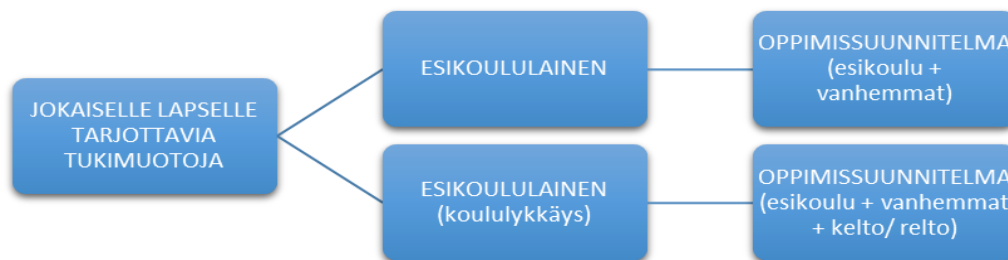 JOKAISELLE LAPSELLE
TARJOTTAVIA
TUKIMUOTOJA
ESIKOULULAINEN
OPPIMISSUUNNITELMA
(esikoulu +
vanhemmat)
ESIKOULULAINEN
(koululykkäys)
OPPIMISSUUNNITELMA
(esikoulu + vanhemmat
+ kelto/ relto)